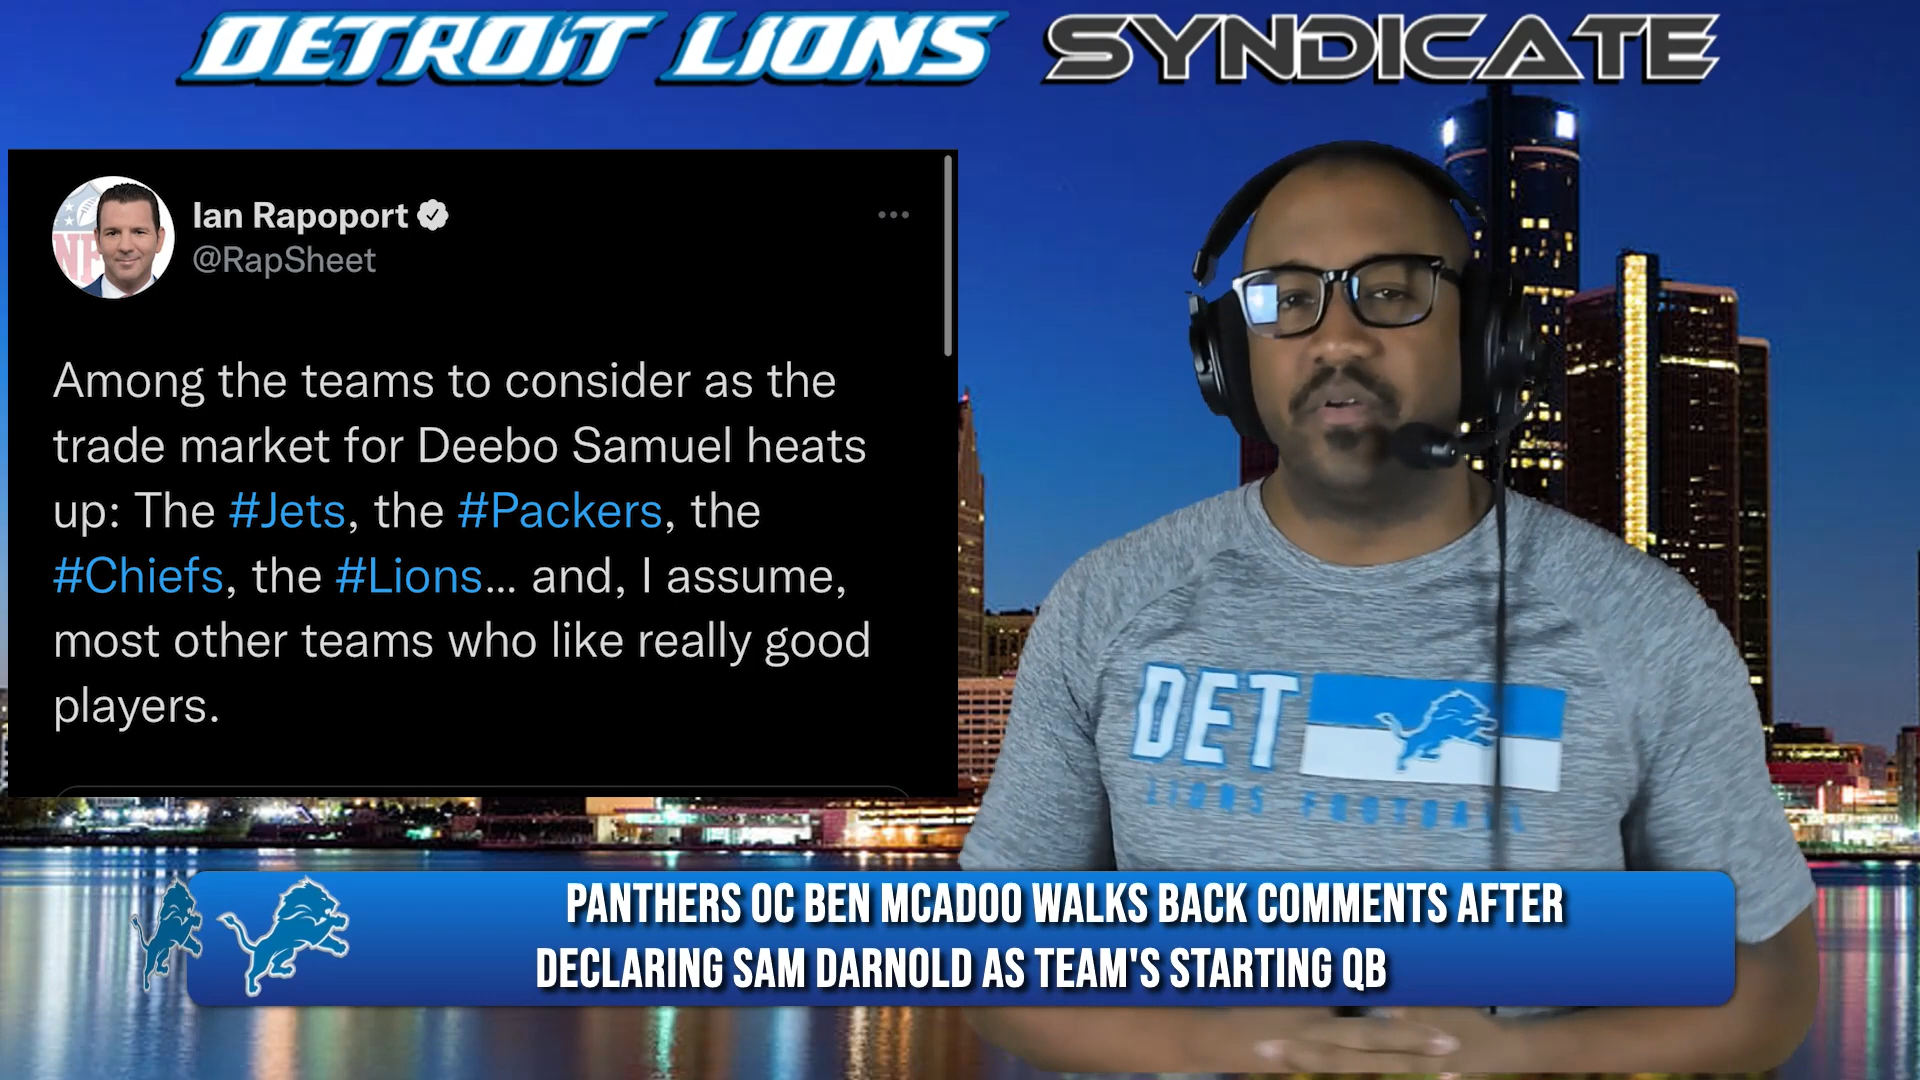 DETROIT LIONS SYNDICATE
Ian Rapoport
@RapSheet
Among the teams to consider as the
trade market for Deebo Samuel heats
up: The #Jets, the #Packers, the
#Chiefs, the #Lions... and, I assume,
most other teams who like really good
players.
DET
LIONS FOOTBALL
PANTHERS OC BEN MCADOO WALKS BACK COMMENTS AFTER
DECLARING SAM DARNOLD AS TEAM'S STARTING QB